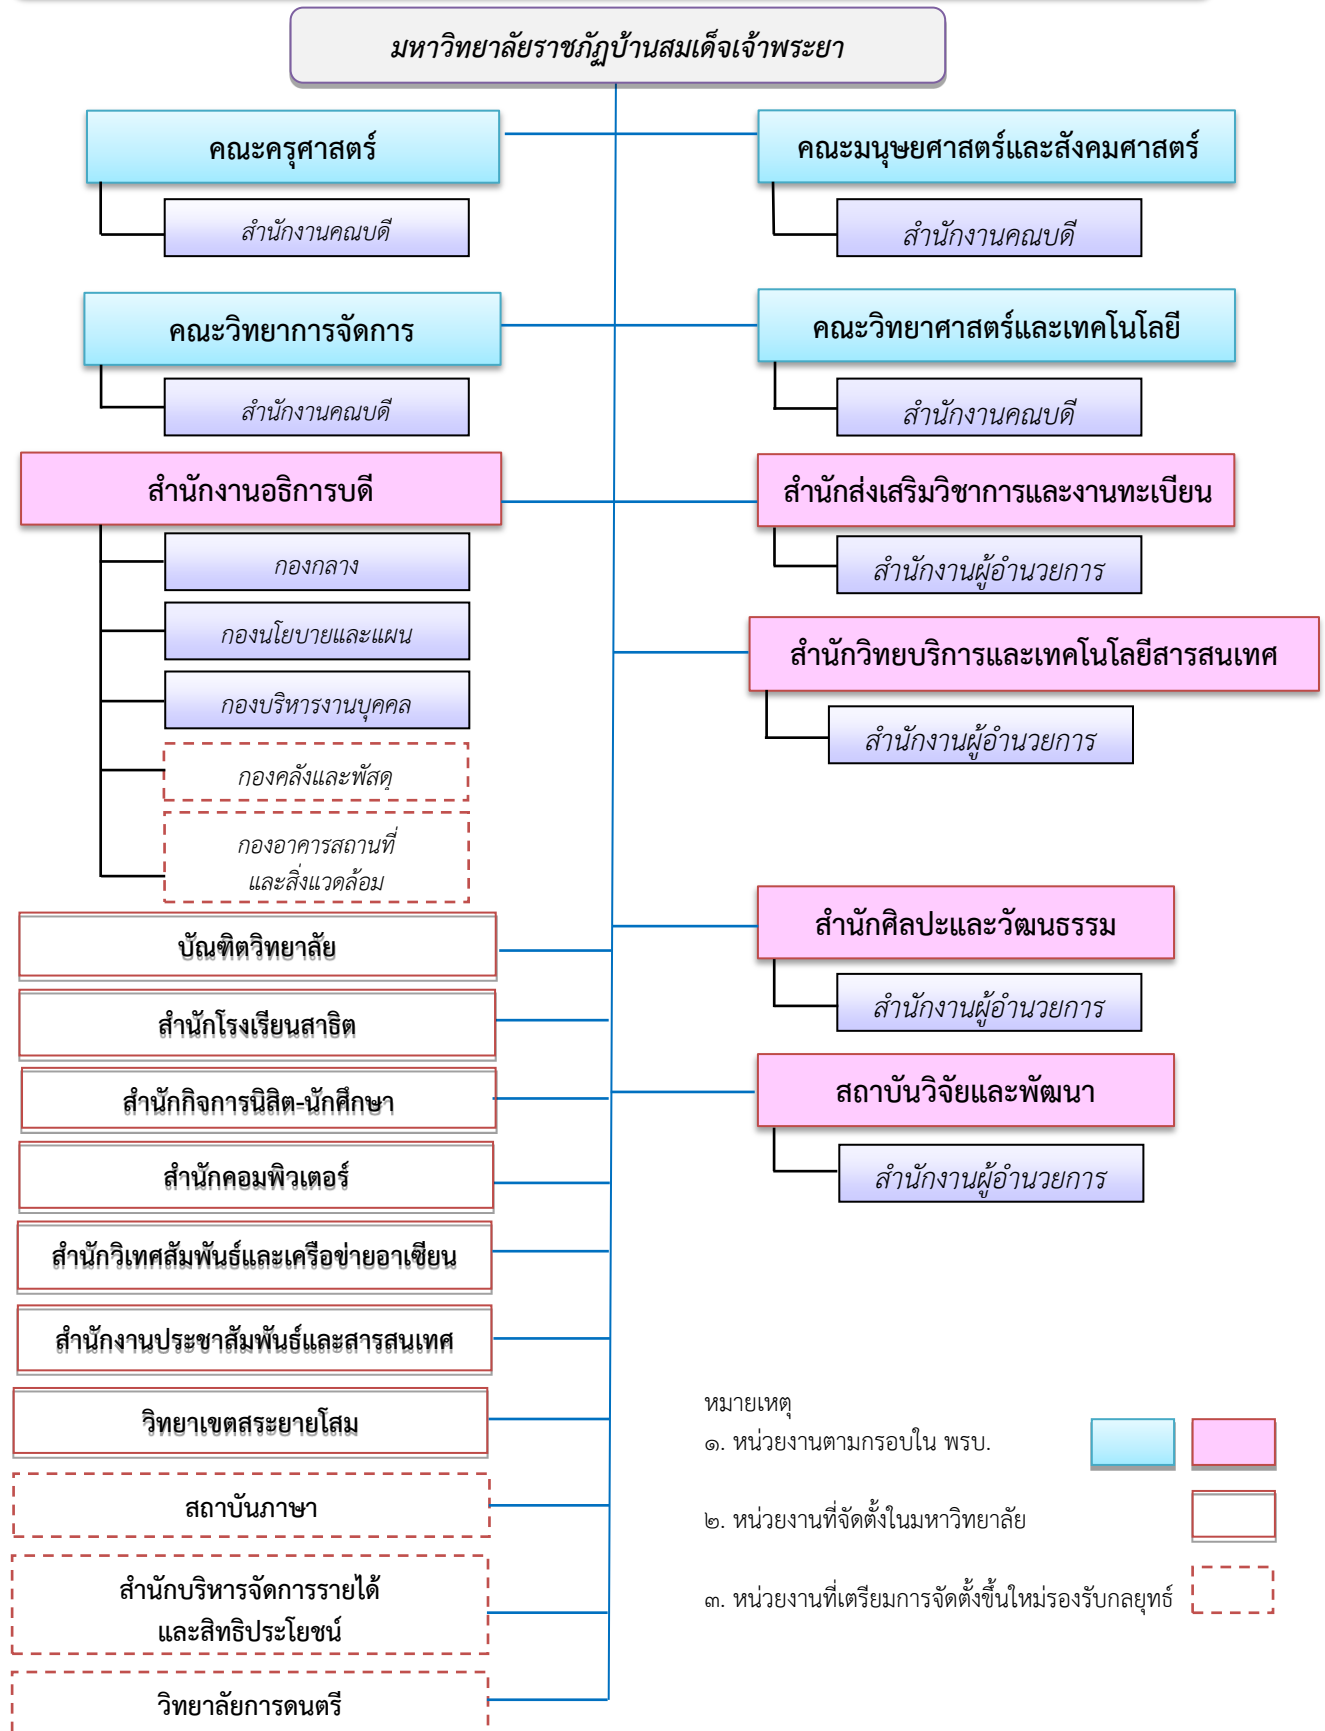 มหาวิทยาลัยราชภัฏบ้านสมเด็จเจ้าพระยา
คณะครุศาสตร์
สำนักงานคณบดี
คณะมนุษยศาสตร์และสังคมศาสตร์
สำนักงานคณบดี
คณะวิทยาการจัดการ
สำนักงานคณบดี
คณะวิทยาศาสตร์และเทคโนโลยี
สำนักงานคณบดี
สำนักงานอธิการบดี
กองกลาง
กองนโยบายและแผน
กองบริหารงานบุคคล
กองคลังและพัสดุ
กองอาคารสถานที่
และสิ่งแวดล้อม
สำนักส่งเสริมวิชาการและงานทะเบียน
สำนักงานผู้อำนวยการ
สำนักวิทยบริการและเทคโนโลยีสารสนเทศ
สำนักงานผู้อำนวยการ
สำนักศิลปะและวัฒนธรรม
สำนักงานผู้อำนวยการ
สถาบันวิจัยและพัฒนา
สำนักงานผู้อำนวยการ
บัณฑิตวิทยาลัย
สำนักโรงเรียนสาธิต
สำนักกิจการนิสิต-นักศึกษา
สำนักคอมพิวเตอร์
สำนักวิเทศสัมพันธ์และเครือข่ายอาเซียน
สำนักงานประชาสัมพันธ์และสารสนเทศ
วิทยาเขตสระยายโสม
สถาบันภาษา
สำนักบริหารจัดการรายได้
และสิทธิประโยชน์
วิทยาลัยการดนตรี
หมายเหตุ
๑. หน่วยงานตามกรอบใน พรบ.
๒. หน่วยงานที่จัดตั้งในมหาวิทยาลัย
๓. หน่วยงานที่เตรียมการจัดตั้งขึ้นใหม่รองรับกลยุทธ์